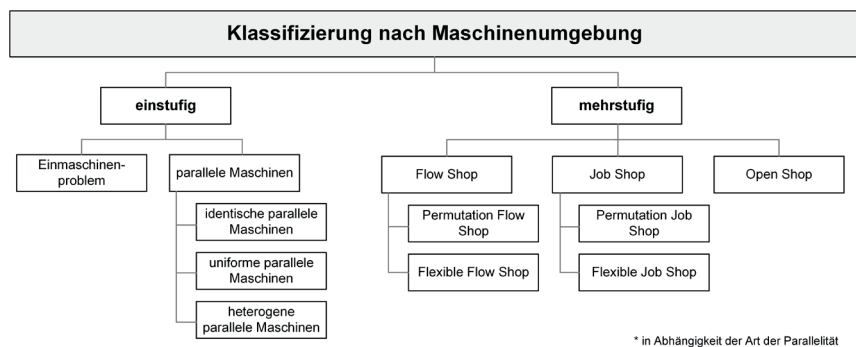 Klassifizierung nach Maschinenumgebung
einstufig
mehrstufig
Einmaschinen-
problem
parallele Maschinen
Flow Shop
Job Shop
Open Shop
identische parallele
Maschinen
Permutation Flow
Shop
Permutation Job
Shop
uniforme parallele
Maschinen
Flexible Flow Shop
Flexible Job Shop
heterogene
parallele Maschinen
* in Abhängigkeit der Art der Parallelität